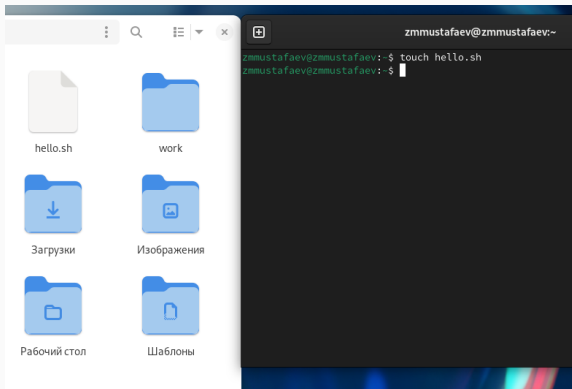 hello.sh
work
Загрузки
Изображения
Рабочий стол
Шаблоны
zmmustafaev@zmmustafaev:~
zmmustafaev@zmmustafaev:~$ touch hello.sh
zmmustafaev@zmmustafaev:~$